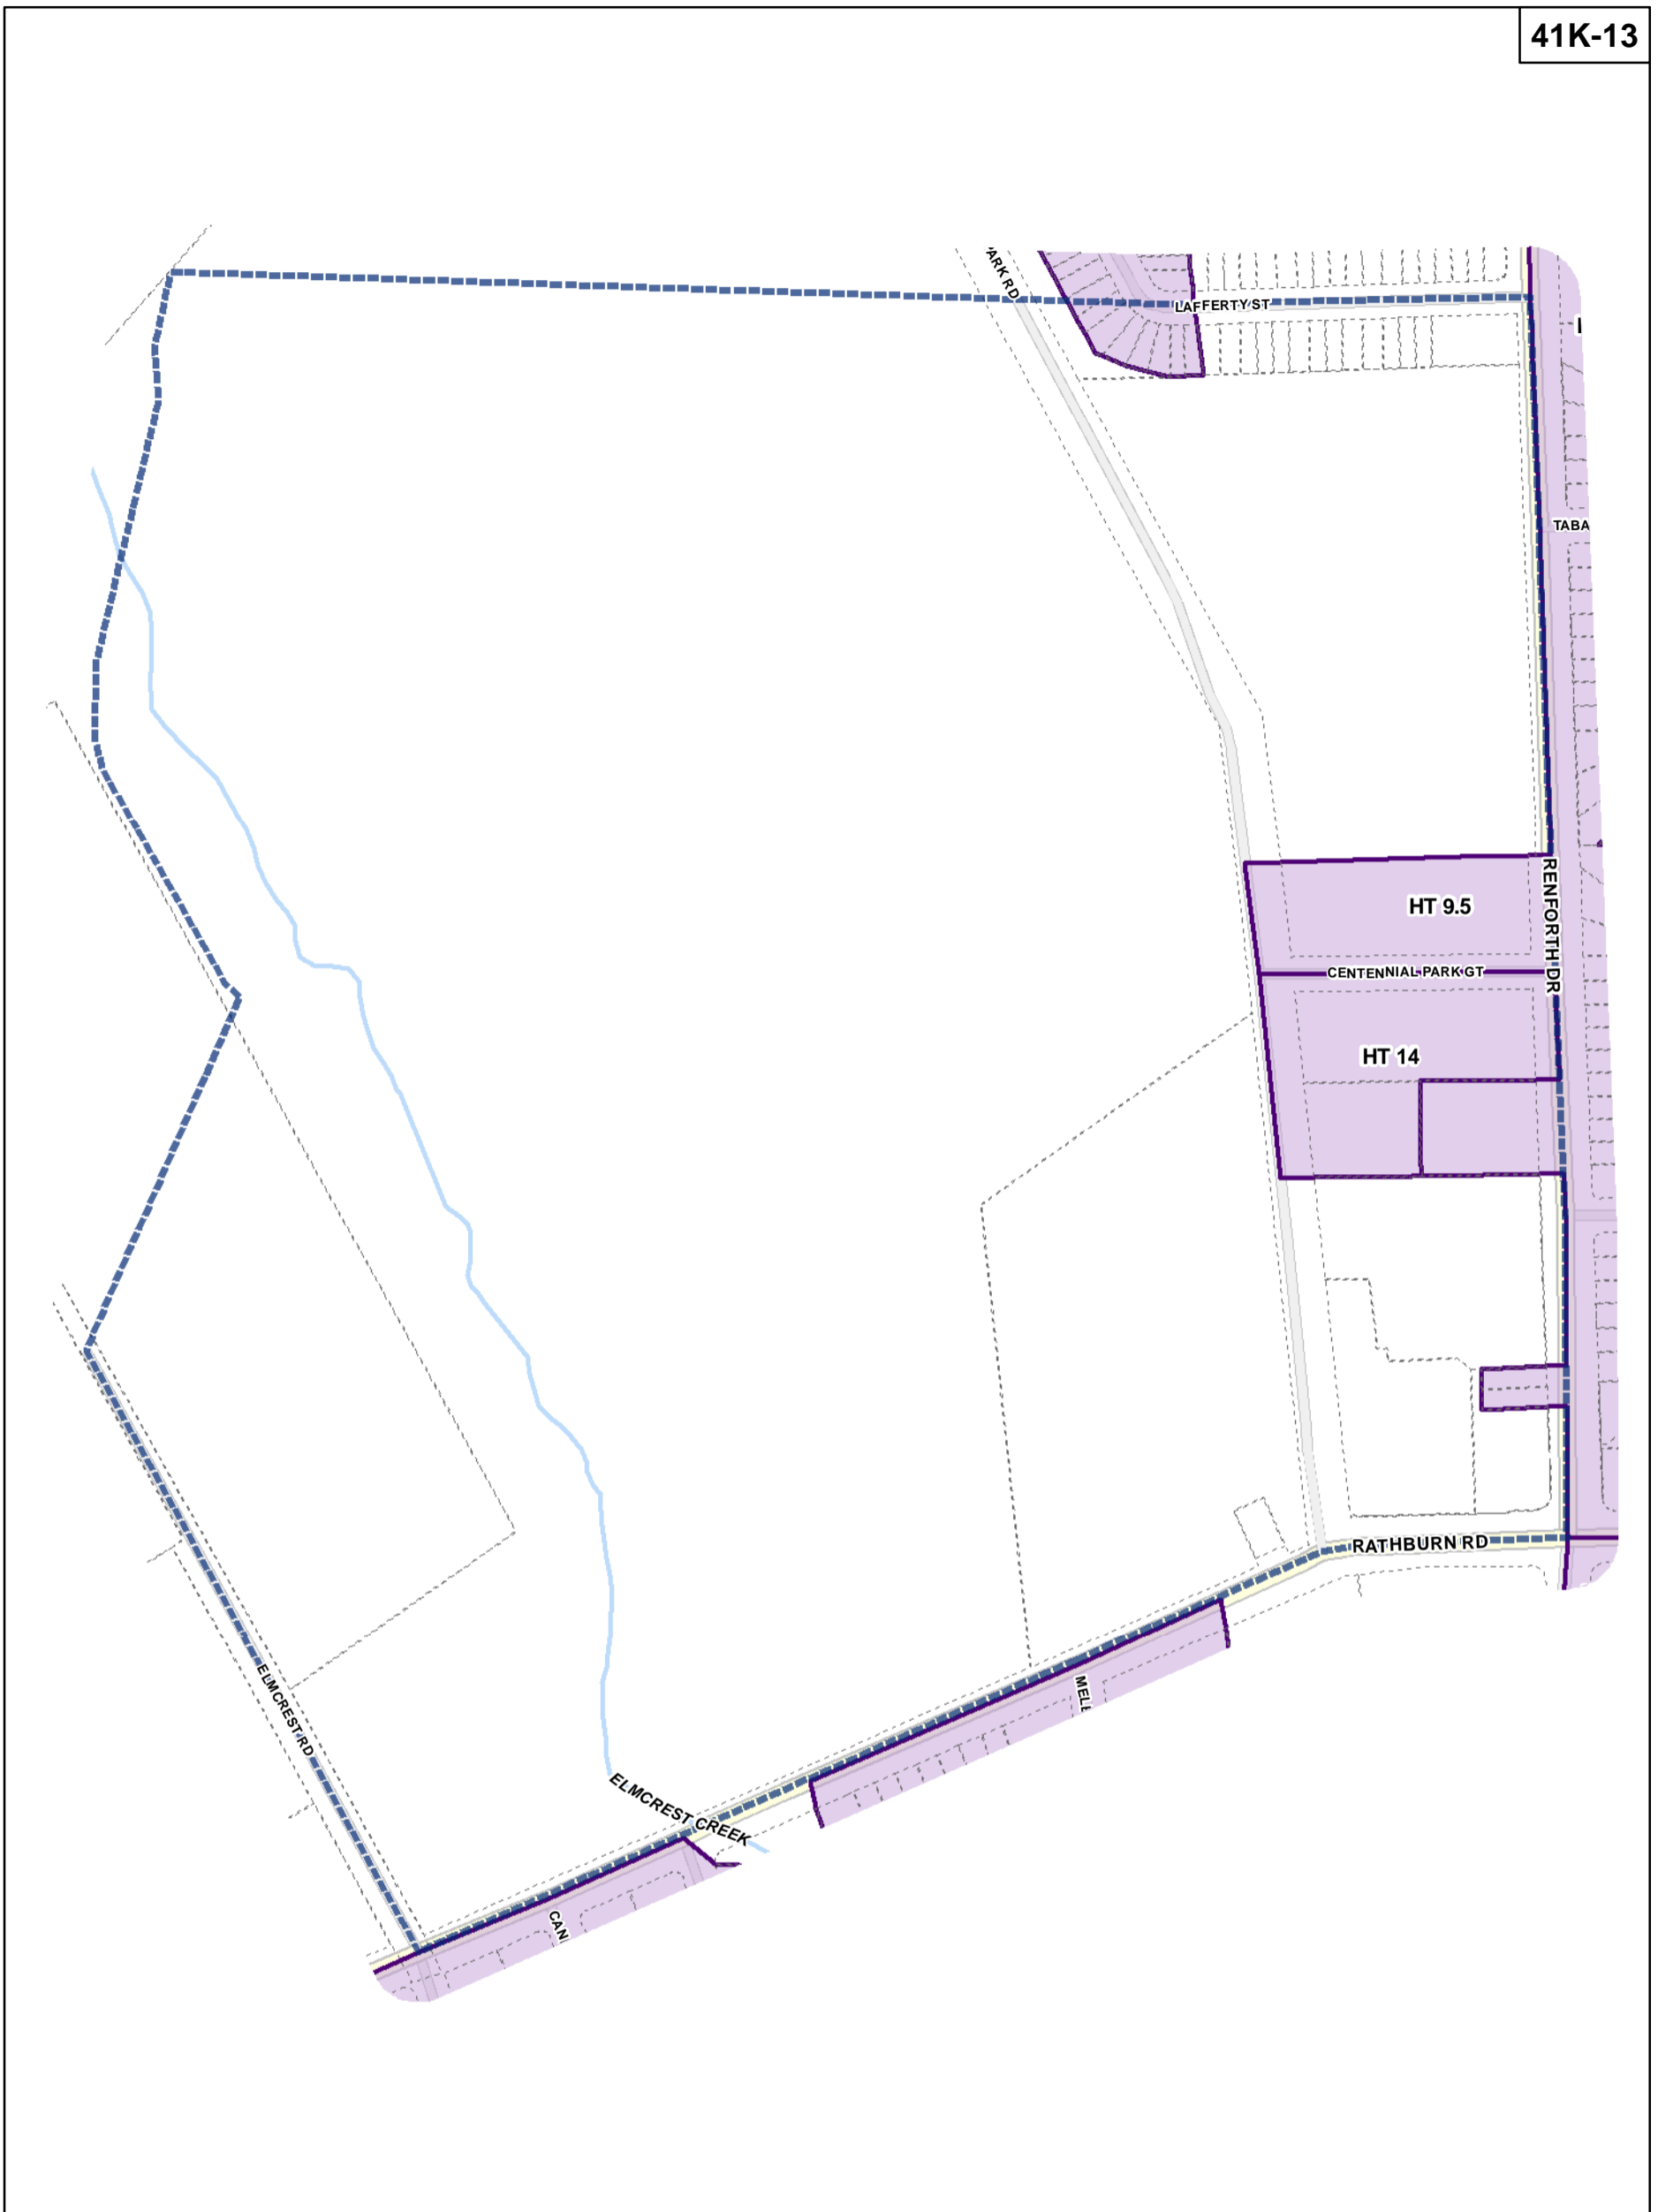 41K-13
ARK RD
LAFFERTY ST
TABA
RENFORTH DR
HT 9.5
CENTENNIAL PARK GT
HT 14
RATHBURN RD
ELMCREST RD
MEL
ELMCREST CREEK
CAN